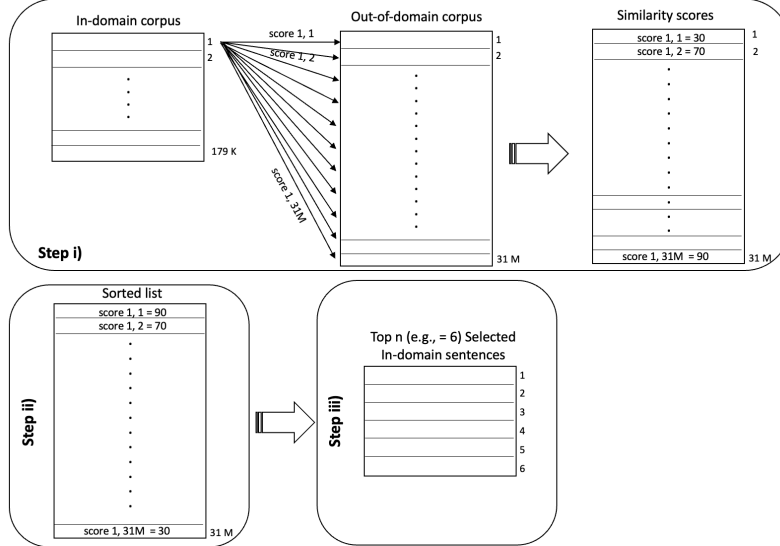 In-domain corpus
1
2
179 K
score 1, 1
score 1, 2
score 1, 31M
Out-of-domain corpus
1
2
31 M
Similarity scores
score 1, 1 = 30
1
score 1, 2 = 70
2
score 1, 31M = 90
31 M
Step i)
Sorted list
score 1, 1 = 90
score 1, 2 = 70
score 1, 31M = 30
31 M
Step ii)
Top n (e.g., = 6) Selected
In-domain sentences
1
2
3
4
5
6
Step iii)